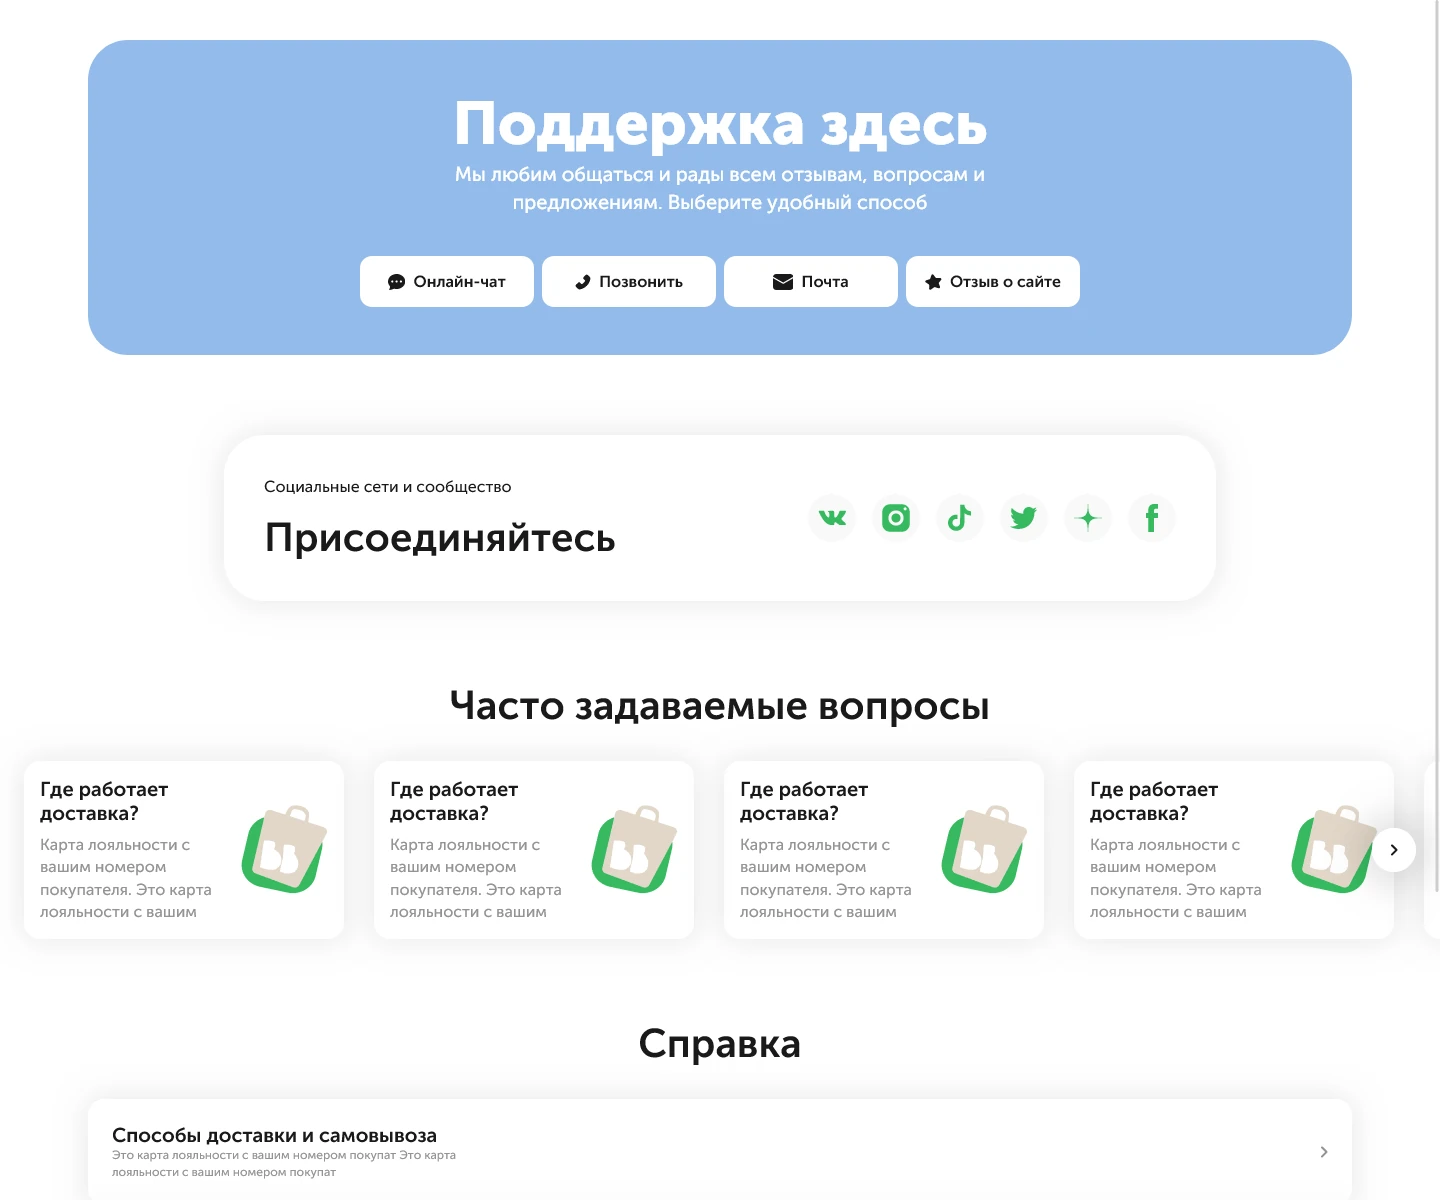 Поддержка здесь
Мы любим общаться и рады всем отзывам, вопросам и
предложениям. Выберите удобный способ
Онлайн-чат
Позвонить
Почта
Отзыв о сайте
Социальные сети и сообщество
Присоединяйтесь
Часто задаваемые вопросы
Где работает
доставка?
Карта лояльности с
вашим номером
покупателя. Это карта
лояльности с вашим
Где работает
доставка?
Карта лояльности с
вашим номером
покупателя. Это карта
лояльности с вашим
Где работает
доставка?
Карта лояльности с
вашим номером
покупателя. Это карта
лояльности с вашим
Где работает
доставка?
Карта лояльности с
вашим номером
покупателя. Это карта
лояльности с вашим
Справка
Способы доставки и самовывоза
Это карта лояльности с вашим номером покупат Это карта
лояльности с вашим номером покупат